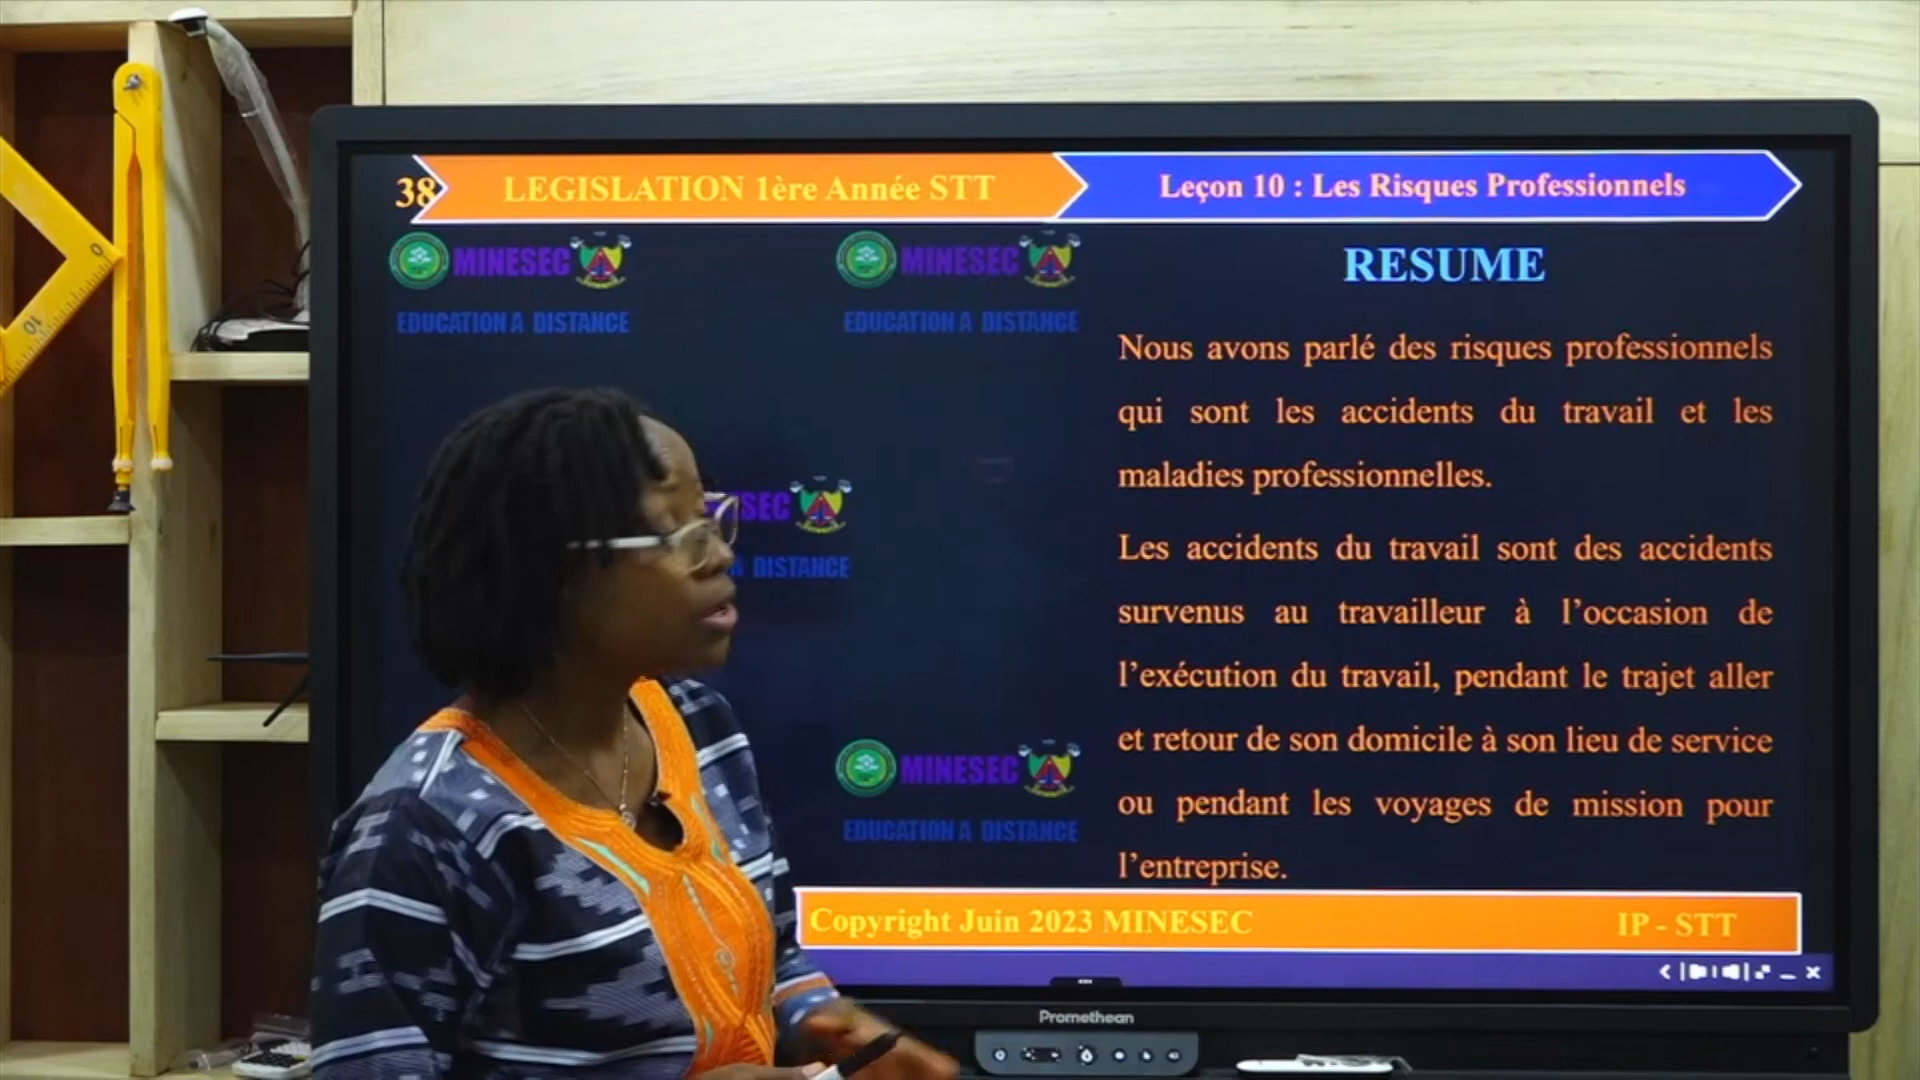 38
LEGISLATION 1ère Année STT
Leçon 10 : Les Risques Professionnels
MINESEC
EDUCATION A DISTANCE
MINESEC
EDUCATION A DISTANCE
RESUME
Nous avons parlé des risques professionnels
qui sont les accidents du travail et les
maladies professionnelles.
SEC
DISTANCE
Les accidents du travail sont des accidents
survenus au travailleur à l’occasion de
l’exécution du travail, pendant le trajet aller
et retour de son domicile à son lieu de service
ou pendant les voyages de mission pour
l’entreprise.
MINESEC
EDUCATION A DISTANCE
Copyright Juin 2023 MINESEC
IP - STT
Promethean
0
10